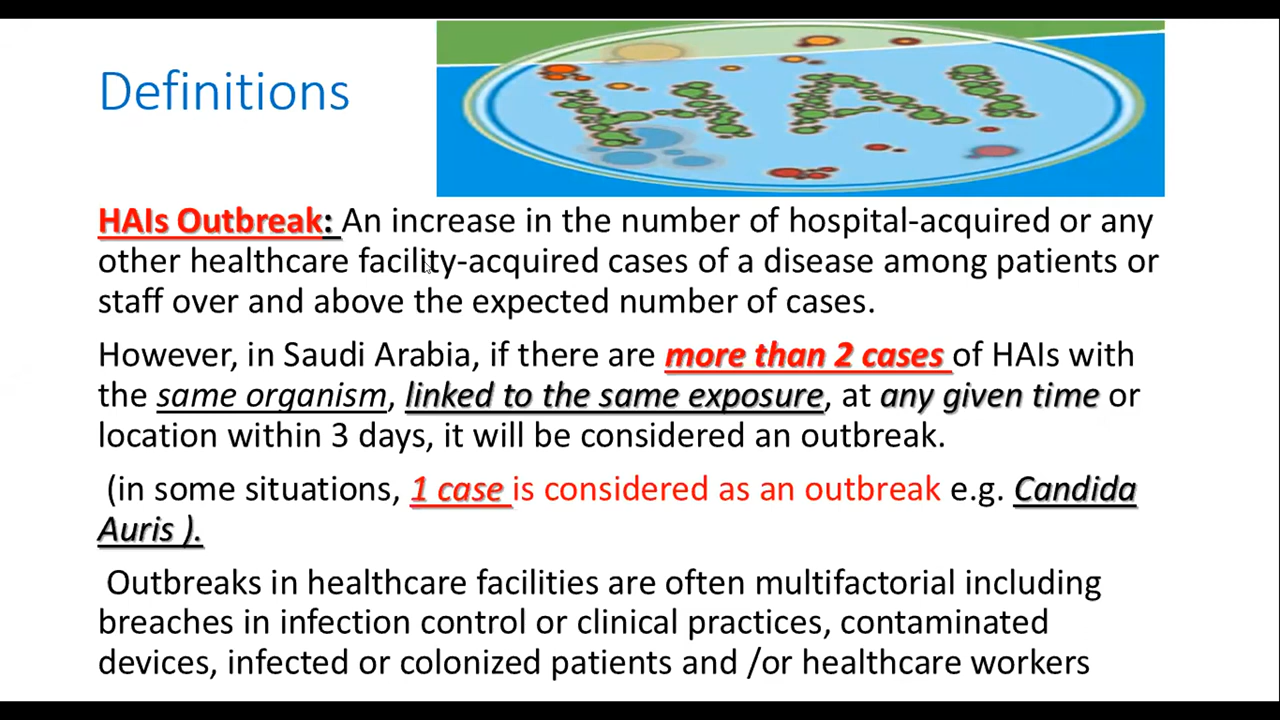 Definitions
HAI
HAIs Outbreak: An increase in the number of hospital-acquired or any
other healthcare facility-acquired cases of a disease among patients or
staff over and above the expected number of cases.
However, in Saudi Arabia, if there are more than 2 cases of HAIs with
the same organism, linked to the same exposure, at any given time or
location within 3 days, it will be considered an outbreak.
(in some situations, 1 case is considered as an outbreak e.g. Candida
Auris ).
Outbreaks in healthcare facilities are often multifactorial including
breaches in infection control or clinical practices, contaminated
devices, infected or colonized patients and /or healthcare workers